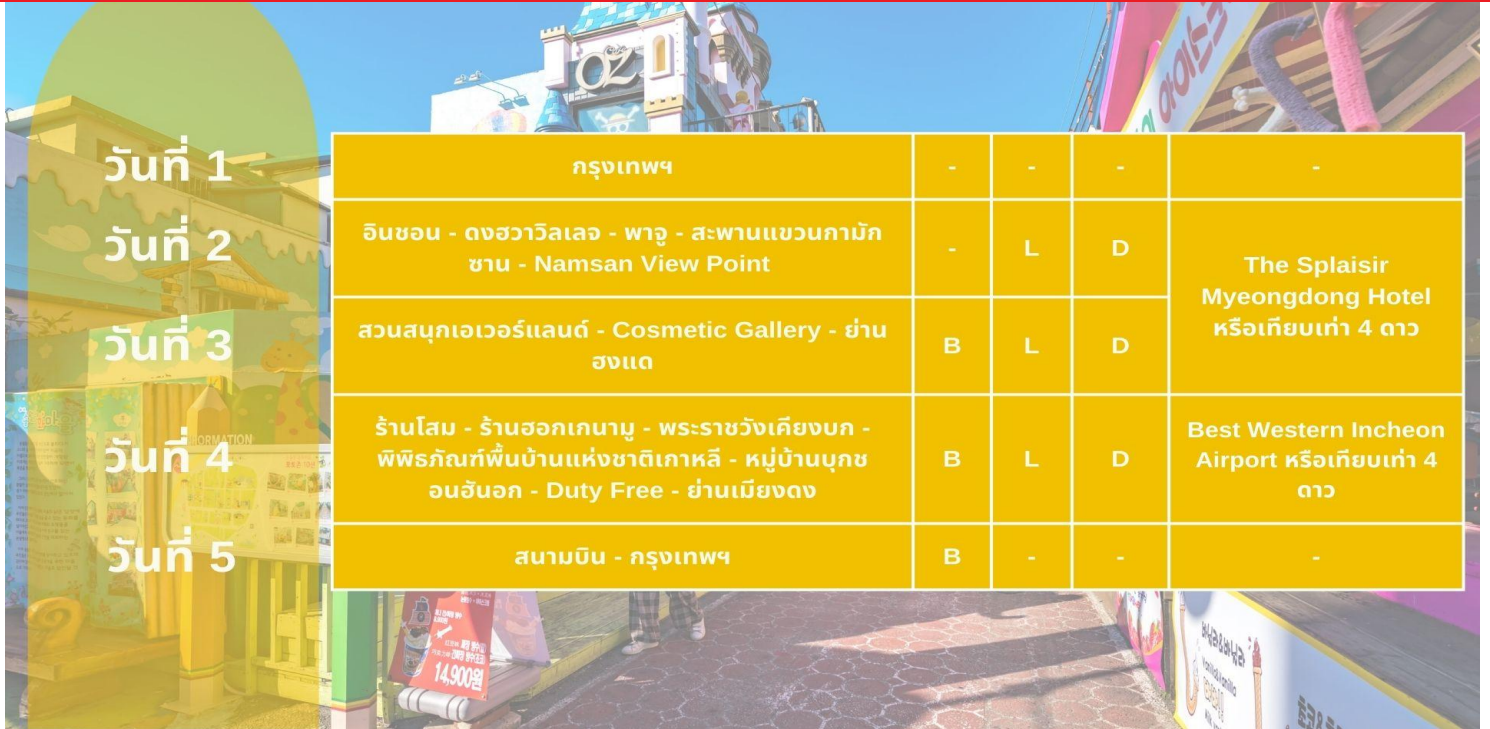 OZ
วันที่ 1
กรุงเทพฯ
-
-
-
-
วันที่ 2
อินชอน - ดงฮวาวิลเลจ - พาจู - สะพานแขวนกามัก
ซาน - Namsan View Point
-
L
D
The Splaisir
Myeongdong Hotel
หรือเทียบเท่า 4 ดาว
วันที่ 3
สวนสนุกเอเวอร์แลนด์ - Cosmetic Gallery - ย่าน
ฮงแด
B
L
D
วันที่ 4
ร้านโสม - ร้านฮอกเกนามู - พระราชวังเคียงบก -
พิพิธภัณฑ์พื้นบ้านแห่งชาติเกาหลี - หมู่บ้านบุกช
อนฮันอก - Duty Free - ย่านเมียงดง
B
L
D
Best Western Incheon
Airport หรือเทียบเท่า 4
ดาว
วันที่ 5
สนามบิน - กรุงเทพฯ
B
-
-
-
14,900원